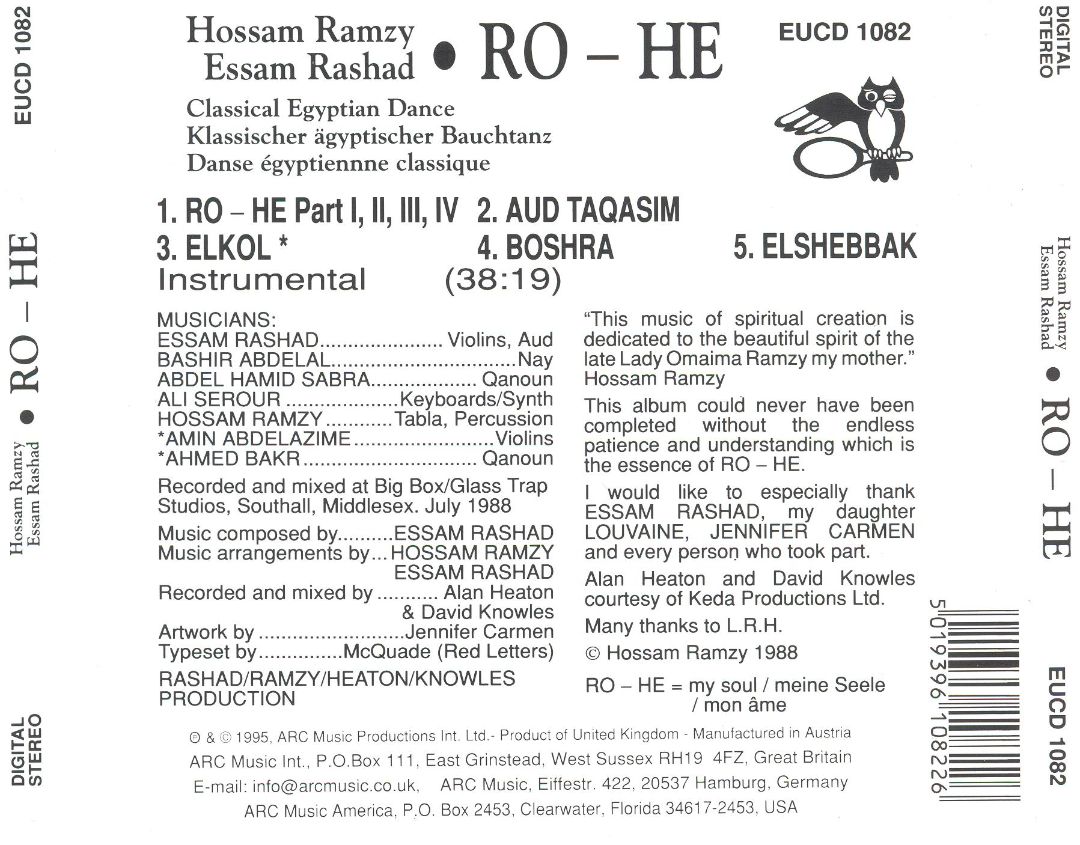 EUCD 1082
Hossam Ramzy
Essam Rashad
• RO – HE
DIGITAL
STEREO
Hossam Ramzy
Essam Rashad
• RO – HE
EUCD 1082
Classical Egyptian Dance
Klassischer ägyptischer Bauchtanz
Danse égyptiennne classique
1. RO – HE Part I, II, III, IV 2. AUD TAQASIM
3. ELKOL * 4. BOSHRA 5. ELSHEBBAK
Instrumental (38:19)
MUSICIANS:
ESSAM RASHAD...................... Violins, Aud
BASHIR ABDELAL.................................Nay
ABDEL HAMID SABRA................... Qanoun
ALI SEROUR ....................Keyboards/Synth
HOSSAM RAMZY............Tabla, Percussion
*AMIN ABDELAZIME.........................Violins
*AHMED BAKR............................... Qanoun
Recorded and mixed at Big Box/Glass Trap
Studios, Southall, Middlesex. July 1988
Music composed by..........ESSAM RASHAD
Music arrangements by...HOSSAM RAMZY
ESSAM RASHAD
Recorded and mixed by ........... Alan Heaton
& David Knowles
Artwork by ..........................Jennifer Carmen
Typeset by...............McQuade (Red Letters)
RASHAD/RAMZY/HEATON/KNOWLES
PRODUCTION
“This music of spiritual creation is
dedicated to the beautiful spirit of the
late Lady Omaima Ramzy my mother.”
Hossam Ramzy
This album could never have been
completed without the endless
patience and understanding which is
the essence of RO – HE.
I would like to especially thank
ESSAM RASHAD, my daughter
LOUVAINE, JENNIFER CARMEN
and every person who took part.
Alan Heaton and David Knowles
courtesy of Keda Productions Ltd.
Many thanks to L.R.H.
© Hossam Ramzy 1988
RO – HE = my soul / meine Seele
/ mon âme
℗ & © 1995, ARC Music Productions Int. Ltd.- Product of United Kingdom - Manufactured in Austria
ARC Music Int., P.O.Box 111, East Grinstead, West Sussex RH19 4FZ, Great Britain
E-mail: info@arcmusic.co.uk, ARC Music, Eiffestr. 422, 20537 Hamburg, Germany
ARC Music America, P.O. Box 2453, Clearwater, Florida 34617-2453, USA
5 019396 108226
DIGITAL
STEREO
Hossam Ramzy
Essam Rashad
• RO – HE
EUCD 1082